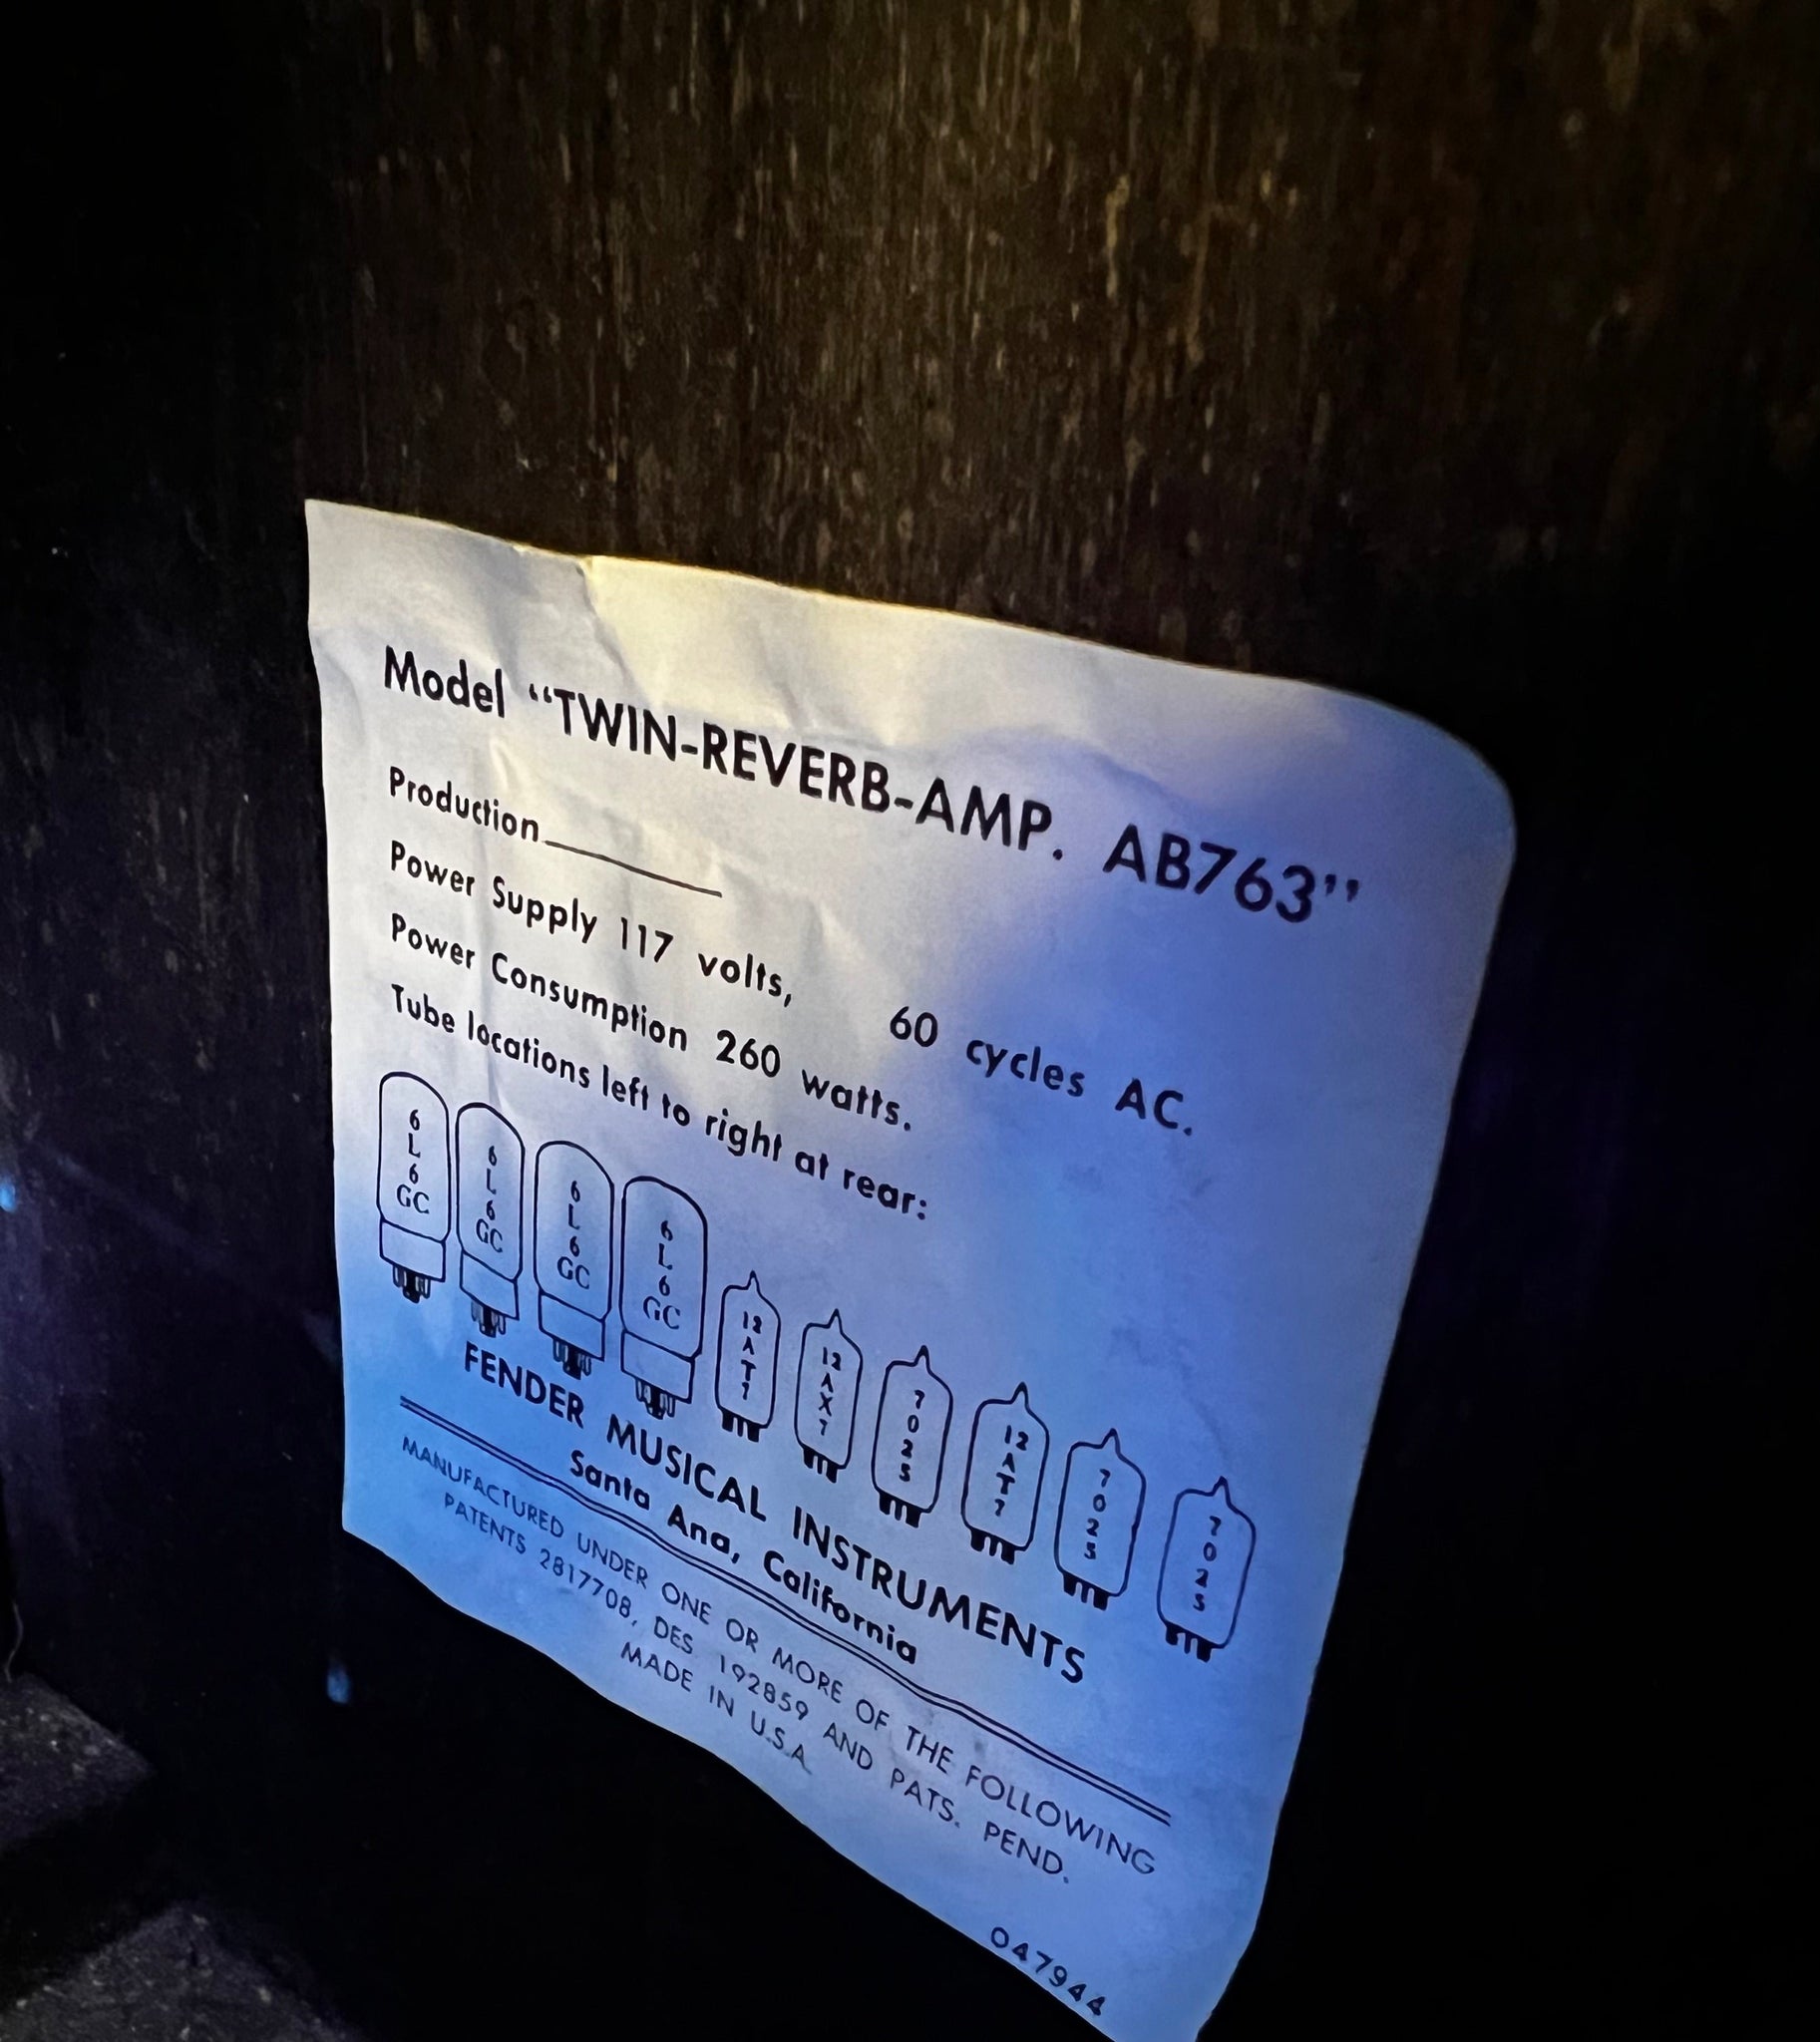 Model “TWIN-REVERB-AMP. AB763”
Production
Power Supply 117 volts, 60 cycles AC.
Power Consumption 260 watts.
Tube locations left to right at rear:
6L6GC 6L6GC 6L6GC 6L6GC 12AT7 12AX7 7025 12AT7 7025 7025
FENDER MUSICAL INSTRUMENTS
Santa Ana, California
MANUFACTURED UNDER ONE OR MORE OF THE FOLLOWING
PATENTS 2817708, DES 192859 AND PATS. PEND.
MADE IN U.S.A
047944